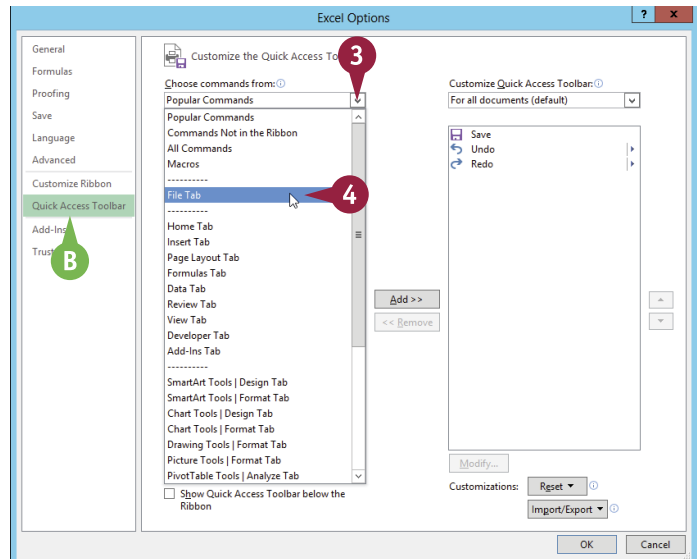 Excel Options
? x
General
Formulas
Proofing
Save
Language
Advanced
Customize Ribbon
Quick Access Toolbar
Add-Ins
Trust
B
Customize the Quick Access To
3
Choose commands from:
Popular Commands
Popular Commands
Commands Not in the Ribbon
All Commands
Macros
----------
File Tab
4
----------
Home Tab
Insert Tab
Page Layout Tab
Formulas Tab
Data Tab
Review Tab
View Tab
Developer Tab
Add-Ins Tab
----------
SmartArt Tools | Design Tab
SmartArt Tools | Format Tab
Chart Tools | Design Tab
Chart Tools | Format Tab
Drawing Tools | Format Tab
Picture Tools | Format Tab
PivotTable Tools | Analyze Tab
Show Quick Access Toolbar below the
Ribbon
Add >>
<< Remove
Customize Quick Access Toolbar:
For all documents (default)
Save
Undo
Redo
Modify...
Customizations: Reset
Import/Export
OK Cancel